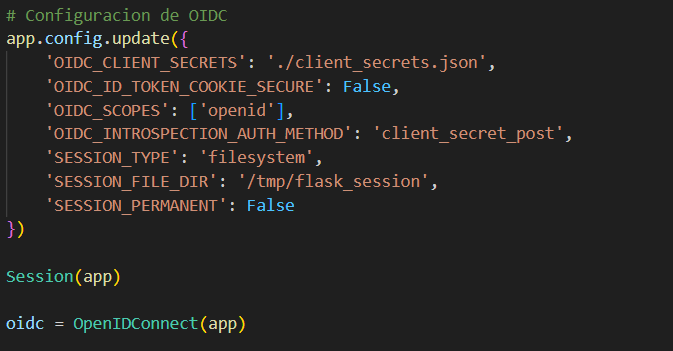 # Configuracion de OIDC
app.config.update({
    'OIDC_CLIENT_SECRETS': './client_secrets.json',
    'OIDC_ID_TOKEN_COOKIE_SECURE': False,
    'OIDC_SCOPES': ['openid'],
    'OIDC_INTROSPECTION_AUTH_METHOD': 'client_secret_post',
    'SESSION_TYPE': 'filesystem',
    'SESSION_FILE_DIR': '/tmp/flask_session',
    'SESSION_PERMANENT': False
})
Session(app)
oidc = OpenIDConnect(app)